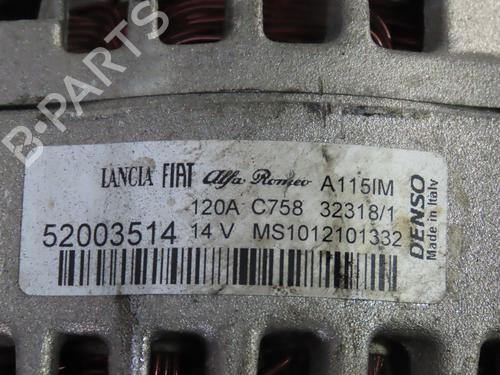 LANCIA FIAT Alfa Romeo A115IM
120A C758 32318/1
52003514 14 V MS1012101332
DENSO
Made in Italy
B-PARTS